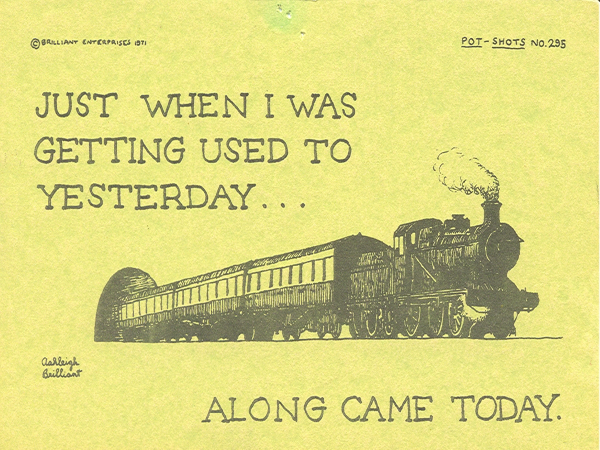 ©BRILLIANT ENTERPRISES 1971
POT-SHOTS NO. 295
JUST WHEN I WAS
GETTING USED TO
YESTERDAY...
Ashleigh
Brilliant
ALONG CAME TODAY.